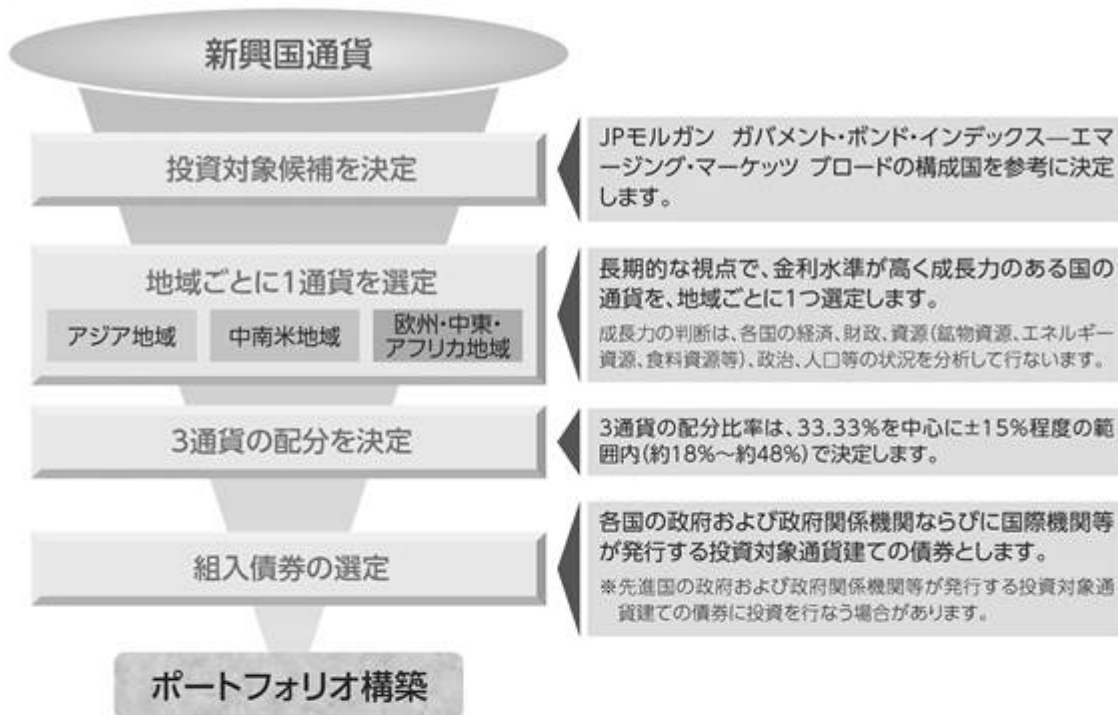 新興国通貨
投資対象候補を決定
JPモルガン ガバメント・ボンド・インデックス―エマ
ージング・マーケッツ ブロードの構成国を参考に決定
します。
地域ごとに1通貨を選定
アジア地域
中南米地域
欧州・中東・
アフリカ地域
長期的な視点で、金利水準が高く成長力のある国の
通貨を、地域ごとに1つ選定します。
成長力の判断は、各国の経済、財政、資源(鉱物資源、エネルギー
資源、食料資源等)、政治、人口等の状況を分析して行ないます。
3通貨の配分を決定
3通貨の配分比率は、33.33%を中心に±15%程度の範
囲内(約18%～約48%)で決定します。
組入債券の選定
各国の政府および政府関係機関ならびに国際機関等
が発行する投資対象通貨建ての債券とします。
※先進国の政府および政府関係機関等が発行する投資対象通
貨建ての債券に投資を行なう場合があります。
ポートフォリオ構築